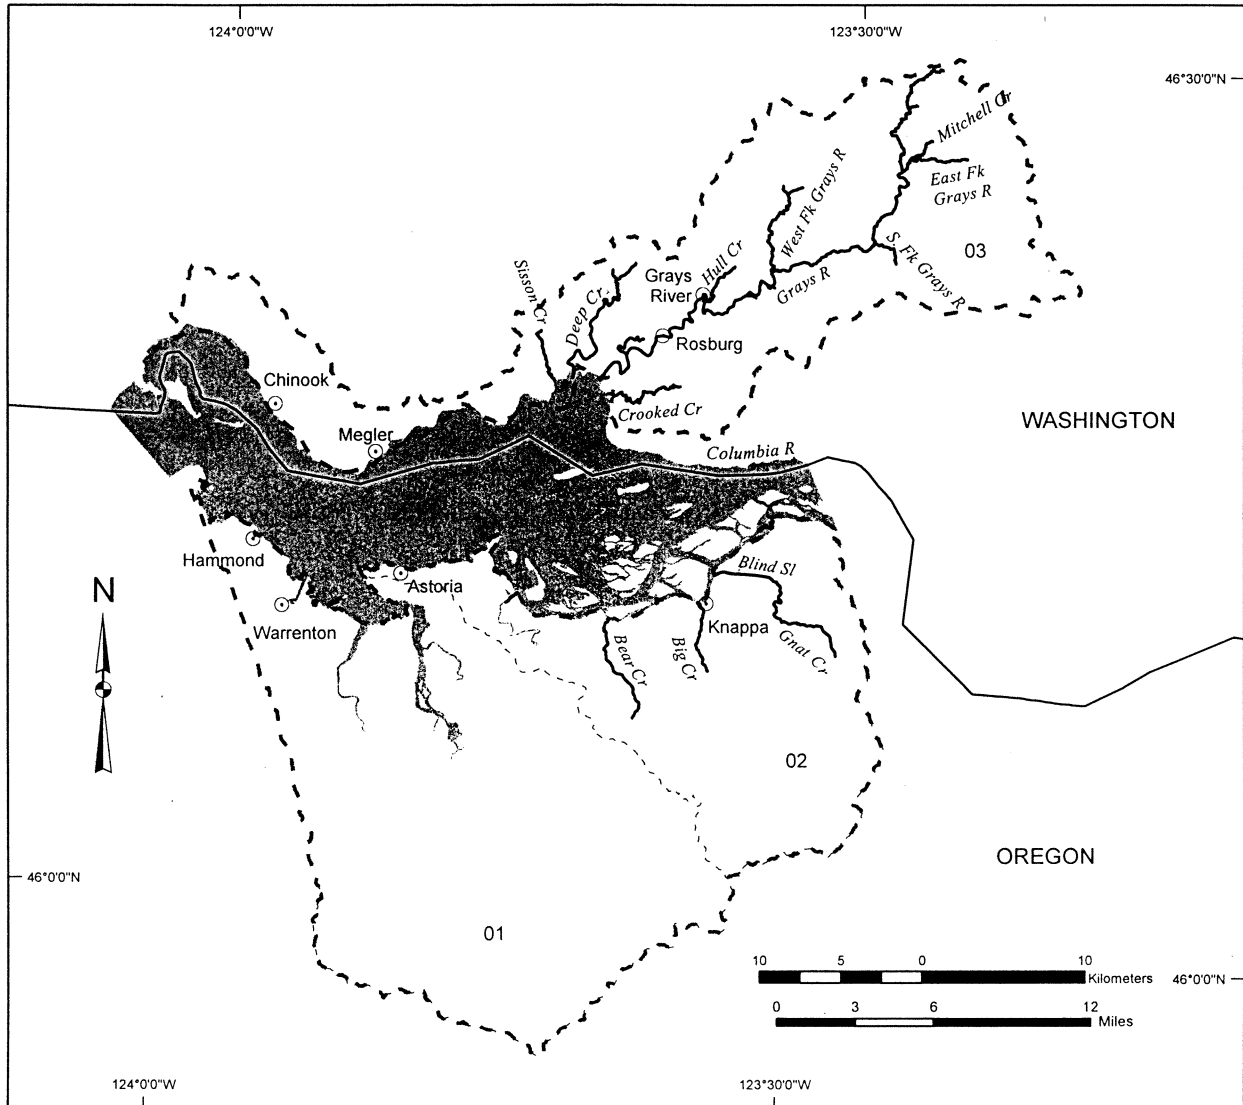 124°0'0"W
123°30'0"W
46°30'0"N
Mitchell Cr
East Fk
Grays R
West Fk Grays R
S. Fk Grays R
03
Sisson Cr
Deep Cr.
Grays
River
Hull Cr
Grays R
Rosburg
Chinook
Crooked Cr
WASHINGTON
Megler
Columbia R
Hammond
Astoria
Blind Sl
N
Warrenton
Knappa
Bear Cr
Big Cr
Gnat Cr
02
OREGON
46°0'0"N
01
10 5 0 10
Kilometers
46°0'0"N
0 3 6 12
Miles
124°0'0"W
123°30'0"W